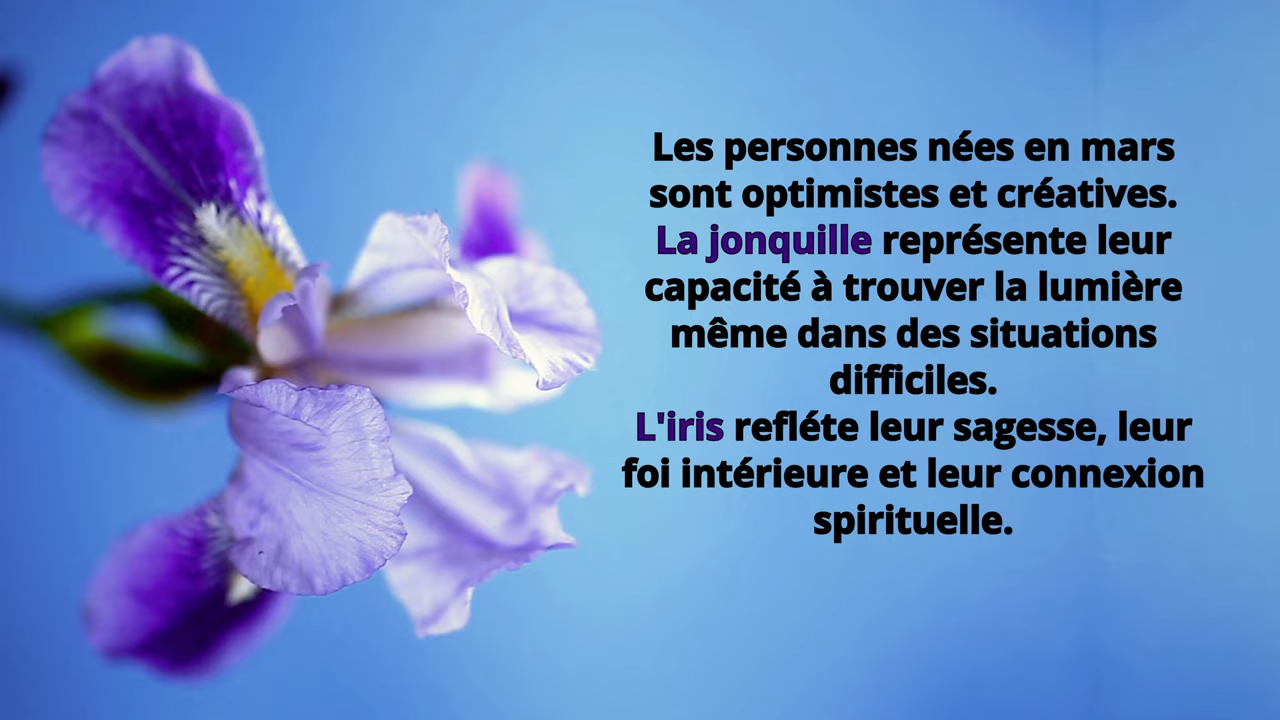 Les personnes nées en mars
sont optimistes et créatives.
La jonquille représente leur
capacité à trouver la lumière
même dans des situations
difficiles.
L'iris refléte leur sagesse, leur
foi intérieure et leur connexion
spirituelle.